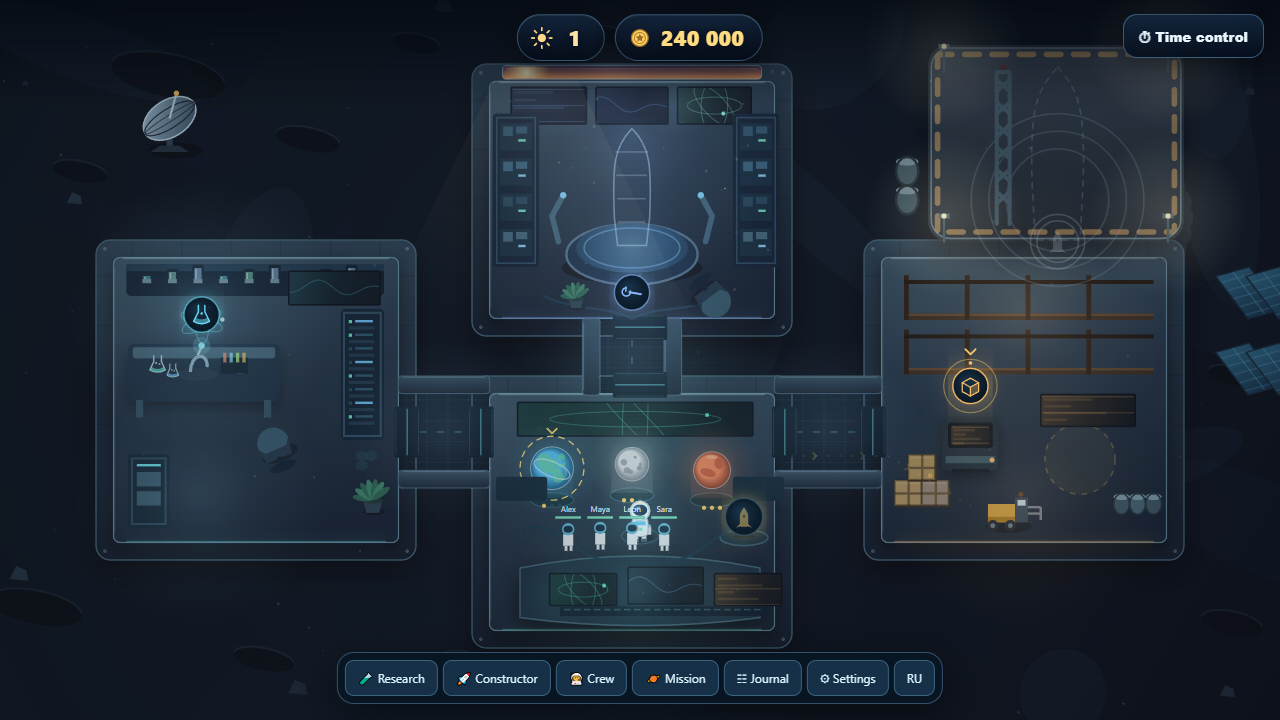 1
240 000
⏱ Time control
Alex
Maya
Leon
Sara
Research
Constructor
Crew
Mission
Journal
Settings
RU